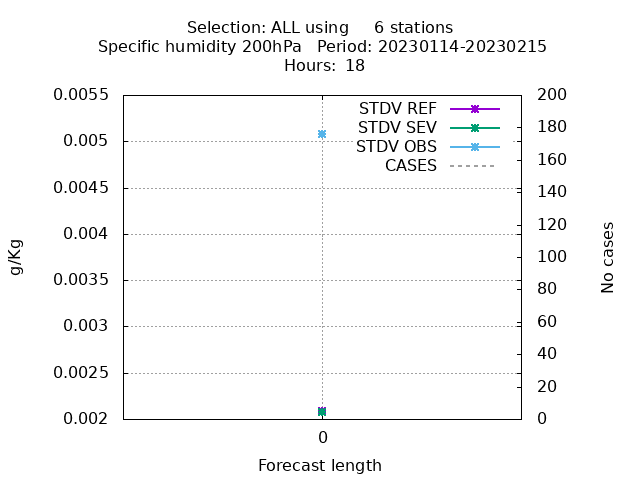 Selection: ALL using     6 stations
Specific humidity 200hPa   Period: 20230114-20230215
Hours: 18
0.0055
0.005
0.0045
0.004
0.0035
0.003
0.0025
0.002
g/Kg
STDV REF
STDV SEV
STDV OBS
CASES
200
180
160
140
120
100
80
60
40
20
0
No cases
0
Forecast length